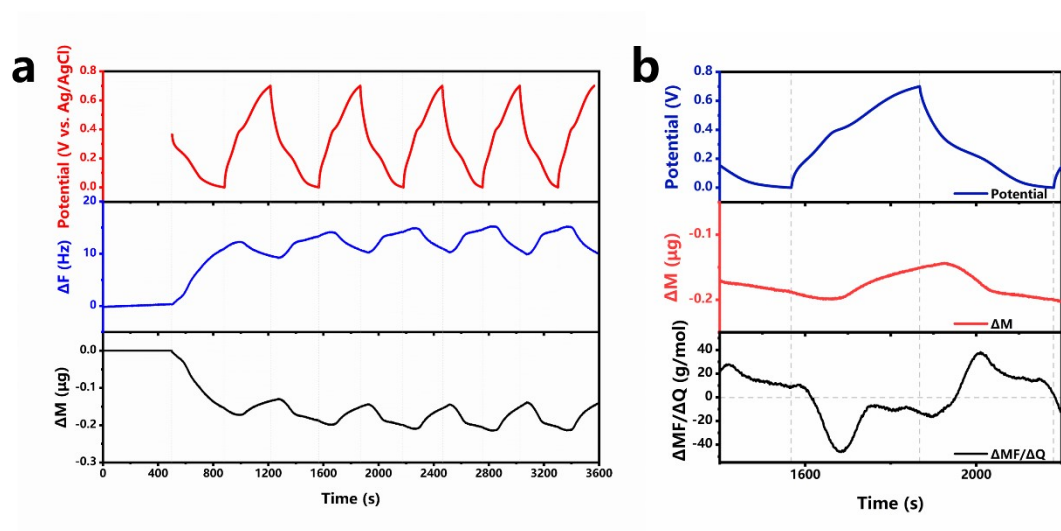 a
Potential (V vs. Ag/AgCl)
0.8
0.6
0.4
0.2
0.0
ΔF (Hz)
20
10
0
ΔM (μg)
0.0
-0.1
-0.2
-0.3
0 400 800 1200 1600 2000 2400 2800 3200 3600
Time (s)
b
Potential (V)
0.8
0.6
0.4
0.2
0.0
Potential
ΔM (μg)
-0.1
-0.2
ΔM
ΔMF/ΔQ (g/mol)
40
20
0
-20
-40
ΔMF/ΔQ
1600 2000
Time (s)